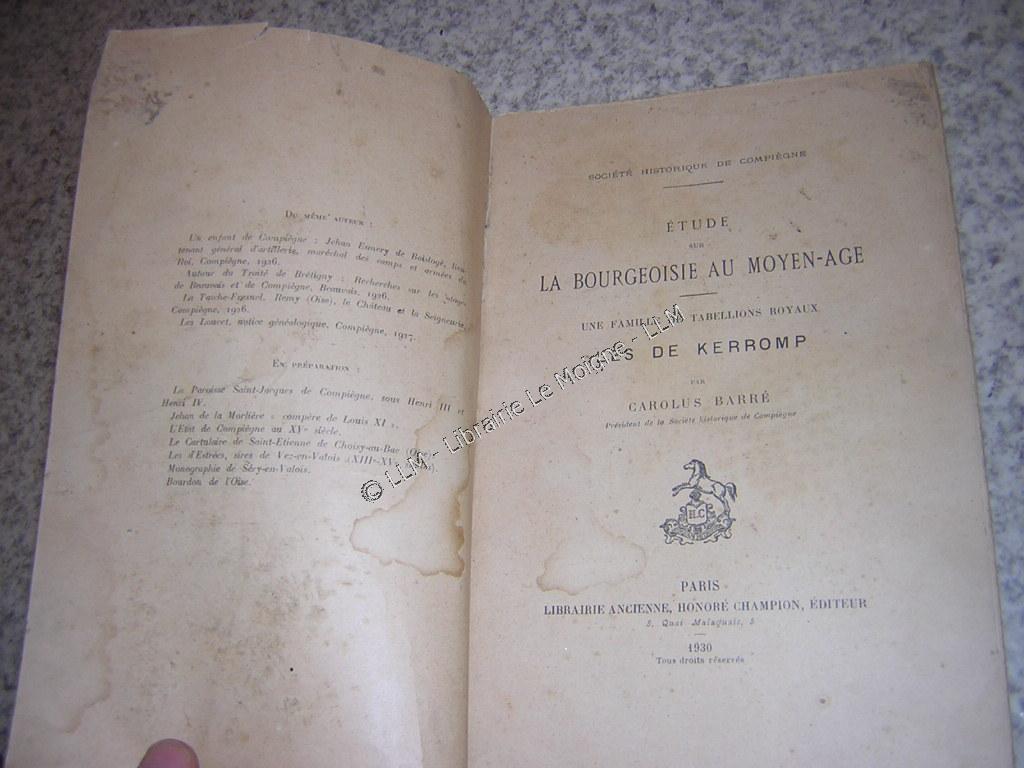 DU MÊME AUTEUR :
Un enfant de Compiègne : Jehan Esmery de Boislogé, lieu-
tenant général d'artillerie, maréchal des camps et armées du
Roi. Compiègne, 1926.
Autour du Traité de Brétigny : Recherches sur les otages
de Beauvais et de Compiègne, Beauvais, 1926.
La Taiche-Fresnel. Remy (Oise), le Château et la Seigneurie,
Compiègne, 1926.
Les Loucet, notice généalogique, Compiègne, 1927.
EN PRÉPARATION :
La Paroisse Saint-Jacques de Compiègne, sous Henri III et
Henri IV.
Jehan de la Morlière « compère de Louis XI ».
L'Etat de Compiègne au XVe siècle.
Le Cartulaire de Saint-Etienne de Choisy-au-Bac
Les d'Estrées, sires de Vez-en-Valois (XIII-XV
Monographie de Séry-en-Valois.
Bourdon de l'Oise.
SOCIÉTÉ HISTORIQUE DE COMPIÈGNE
ÉTUDE
SUR
LA BOURGEOISIE AU MOYEN-AGE
UNE FAMILLE DE TABELLIONS ROYAUX
DE KERROMP
PAR
CAROLUS BARRÉ
Président de la Société historique de Compiègne
H.C
PARIS
LIBRAIRIE ANCIENNE, HONORÉ CHAMPION, ÉDITEUR
5, Quai Malaquais, 5
1930
Tous droits réservés
© LLM - Librairie Le Moigne - LLM